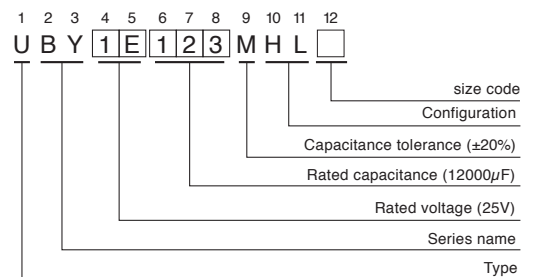 1 2 3 4 5 6 7 8 9 10 11 12
U B Y 1 E 1 2 3 M H L
size code
Configuration
Capacitance tolerance (±20%)
Rated capacitance (12000µF)
Rated voltage (25V)
Series name
Type